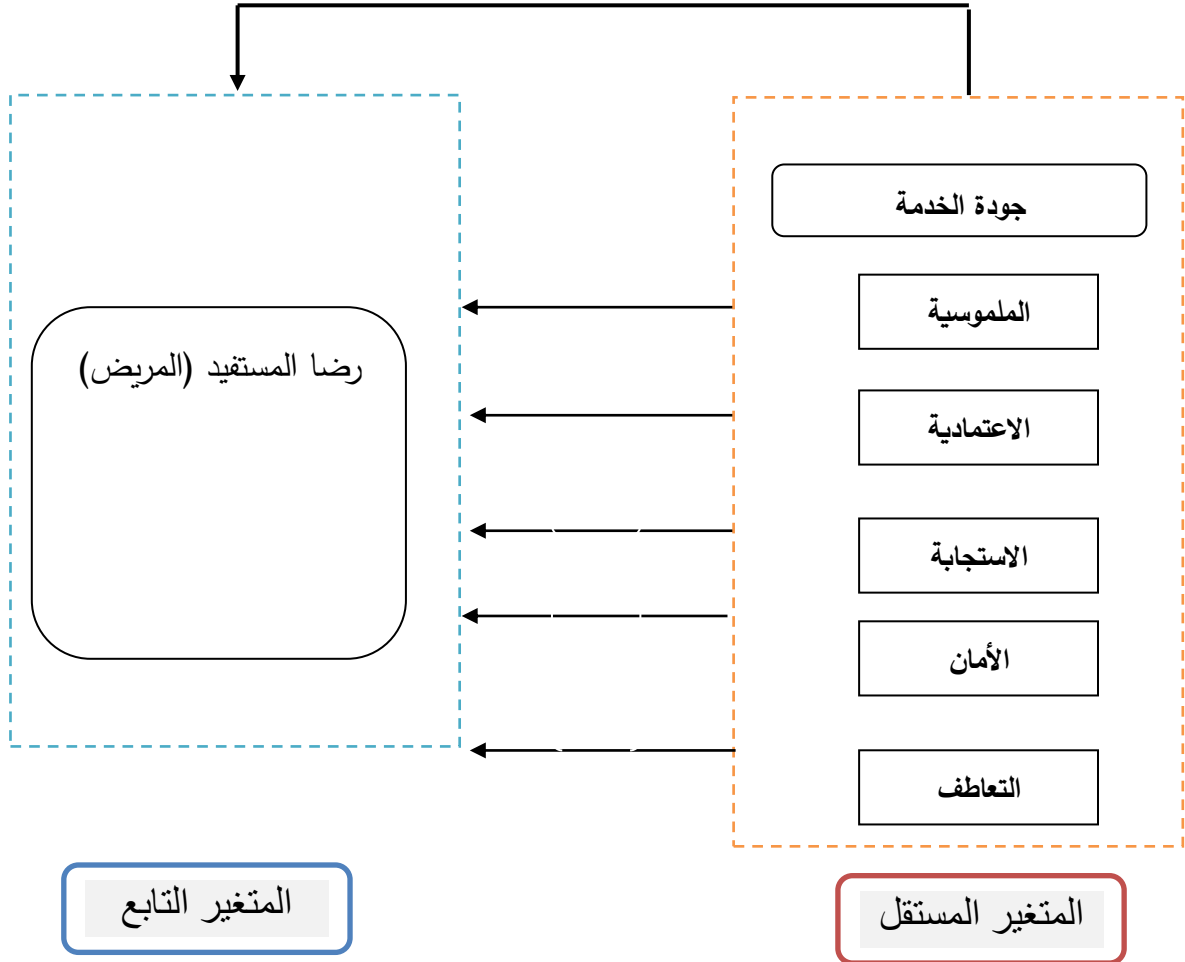 جودة الخدمة
الملموسية
رضا المستفيد (المريض)
الاعتمادية
الاستجابة
الأمان
التعاطف
المتغير المستقل
المتغير التابع